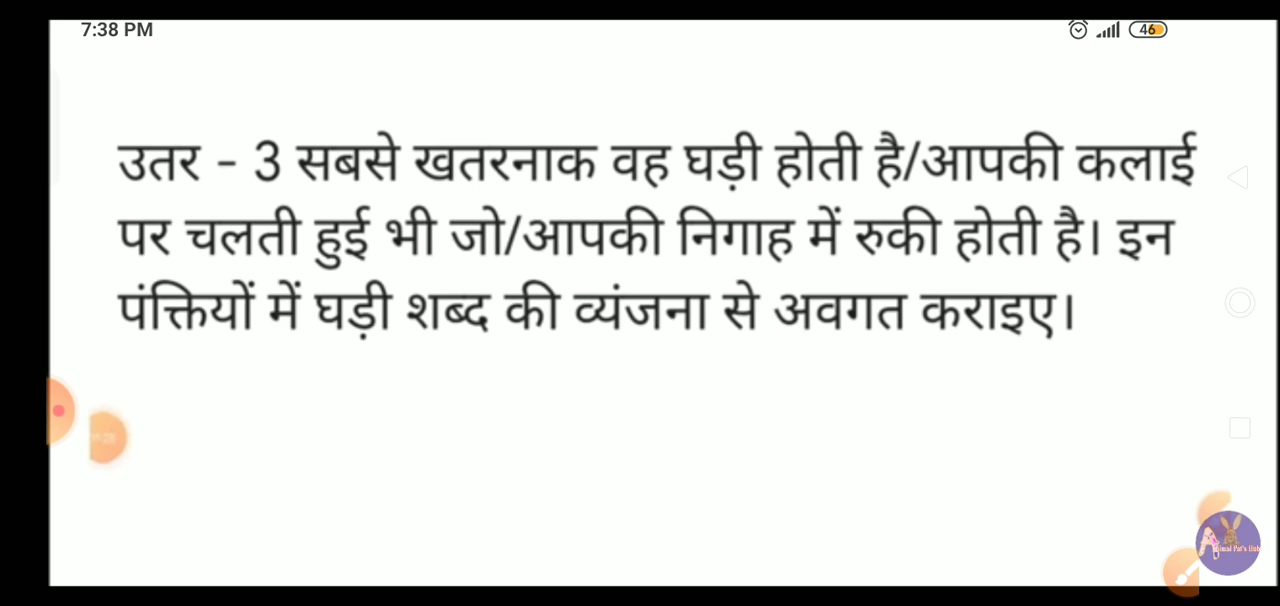 7:38 PM
46
उतर - 3 सबसे खतरनाक वह घड़ी होती है/आपकी कलाई
पर चलती हुई भी जो/आपकी निगाह में रुकी होती है। इन
पंक्तियों में घड़ी शब्द की व्यंजना से अवगत कराइए।